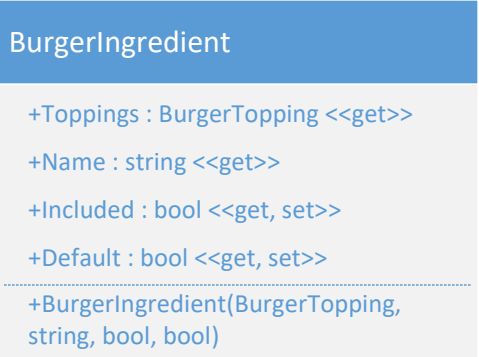 BurgerIngredient
+Toppings : BurgerTopping <<get>>
+Name : string <<get>>
+Included : bool <<get, set>>
+Default : bool <<get, set>>
+BurgerIngredient(BurgerTopping,
string, bool, bool)